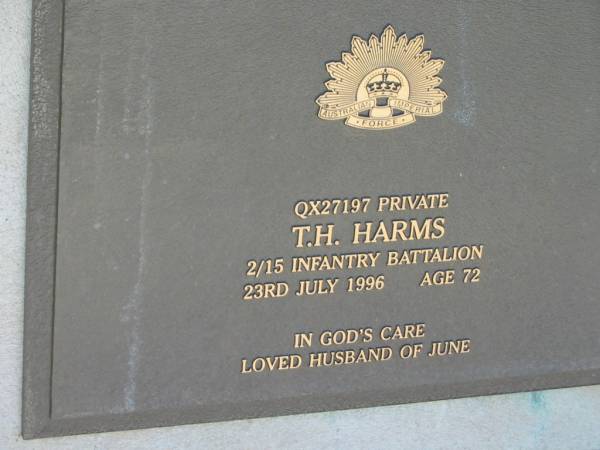 AUSTRALIAN IMPERIAL
FORCE
QX27197 PRIVATE
T.H. HARMS
2/15 INFANTRY BATTALION
23RD JULY 1996 AGE 72
IN GOD'S CARE
LOVED HUSBAND OF JUNE